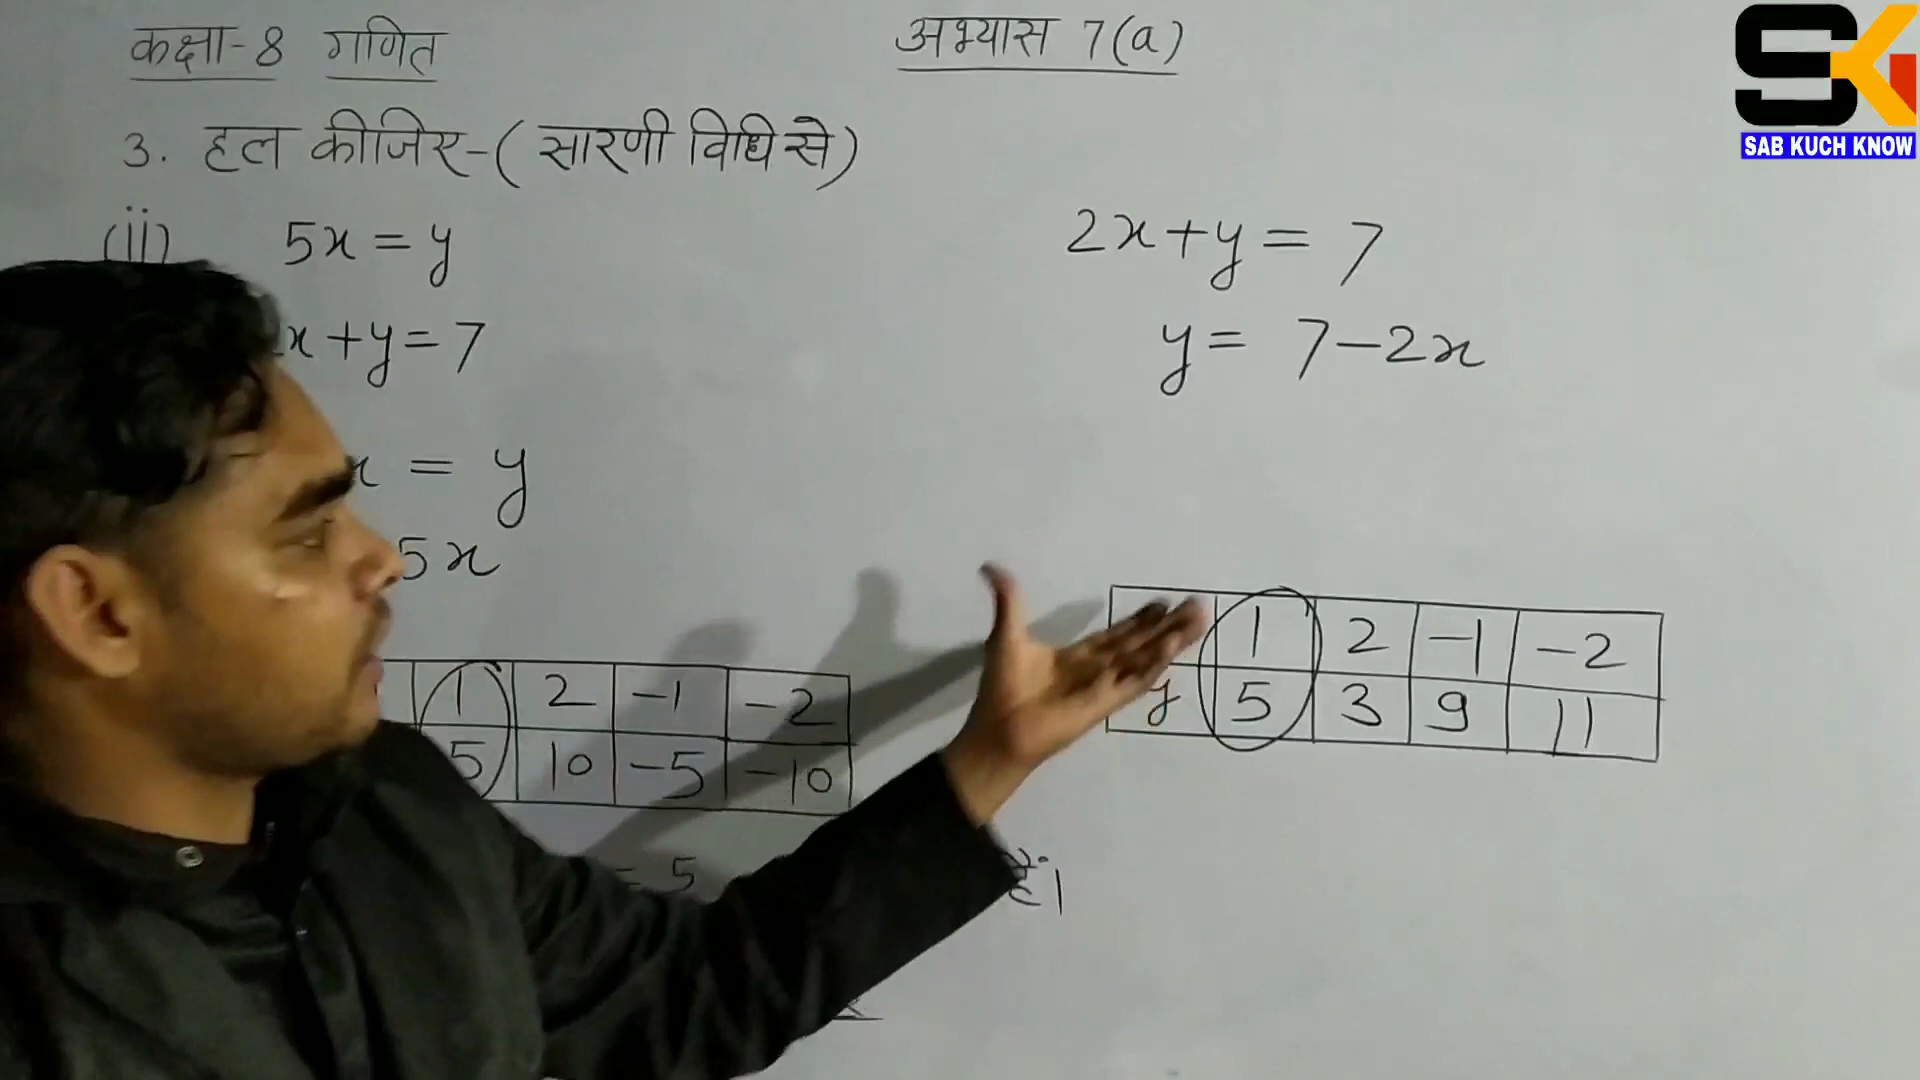 कक्षा-8 गणित
अभ्यास 7(a)
SK
SAB KUCH KNOW
3. हल कीजिए-( सारणी विधि से)
(ii) 5x = y
x+y=7
x = y
5x
1 2 -1 -2
5 10 -5 -10
= 5
हैं।
2x+y= 7
y= 7-2x
1 2 -1 -2
y 5 3 9 11